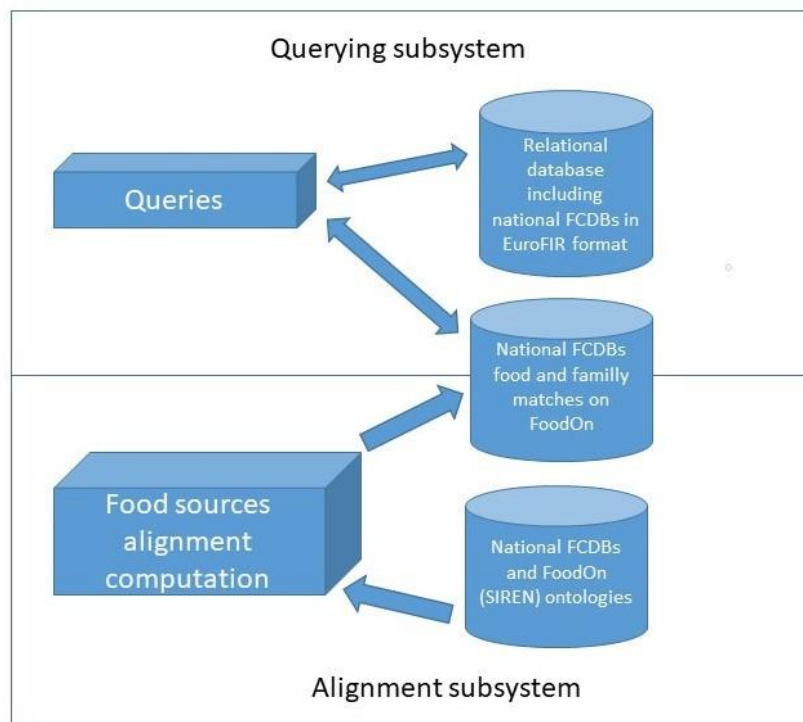 Querying subsystem
Queries
Relational
database
including
national FCDBs in
EuroFIR format
National FCDBs
food and familly
matches on
FoodOn
Food sources
alignment
computation
National FCDBs
and FoodOn
(SIREN) ontologies
Alignment subsystem